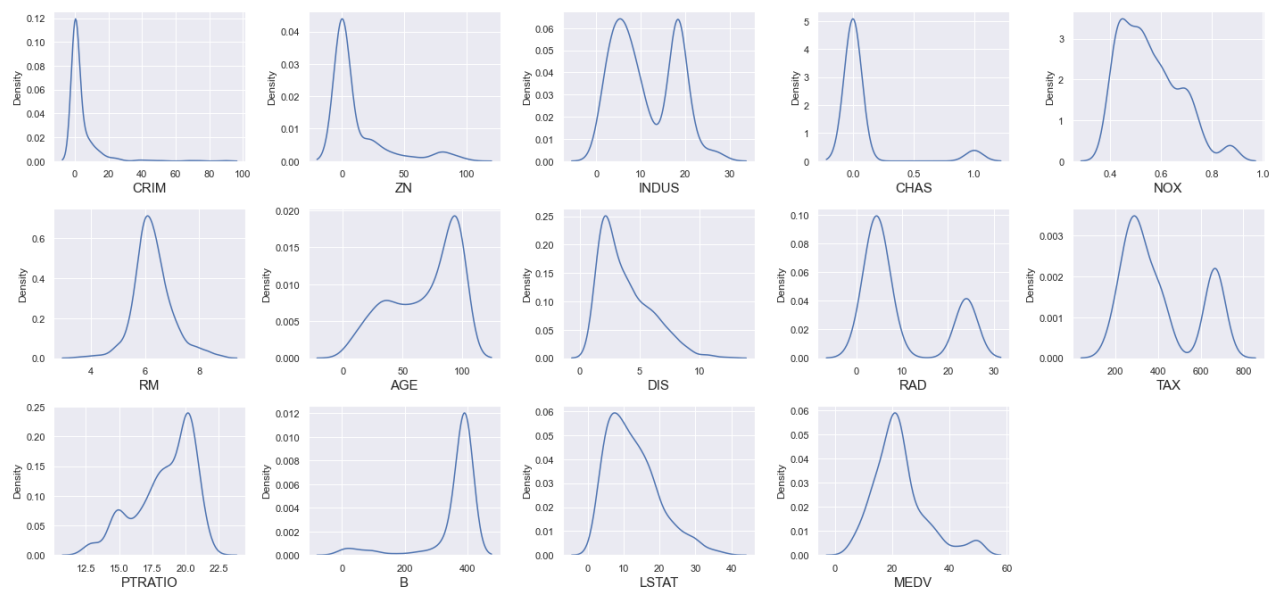 0.12
0.10
0.08
0.06
0.04
0.02
0.00
Density
0 20 40 60 80 100
CRIM
0.04
0.03
0.02
0.01
0.00
Density
0 50 100
ZN
0.06
0.05
0.04
0.03
0.02
0.01
0.00
Density
0 10 20 30
INDUS
5
4
3
2
1
0
Density
0.0 0.5 1.0
CHAS
3
2
1
0
Density
0.4 0.6 0.8 1.0
NOX
0.6
0.4
0.2
0.0
Density
4 6 8
RM
0.020
0.015
0.010
0.005
0.000
Density
0 50 100
AGE
0.25
0.20
0.15
0.10
0.05
0.00
Density
0 5 10
DIS
0.10
0.08
0.06
0.04
0.02
0.00
Density
0 10 20 30
RAD
0.003
0.002
0.001
0.000
Density
200 400 600 800
TAX
0.25
0.20
0.15
0.10
0.05
0.00
Density
12.5 15.0 17.5 20.0 22.5
PTRATIO
0.012
0.010
0.008
0.006
0.004
0.002
0.000
Density
0 200 400
B
0.06
0.05
0.04
0.03
0.02
0.01
0.00
Density
0 10 20 30 40
LSTAT
0.06
0.05
0.04
0.03
0.02
0.01
0.00
Density
0 20 40 60
MEDV